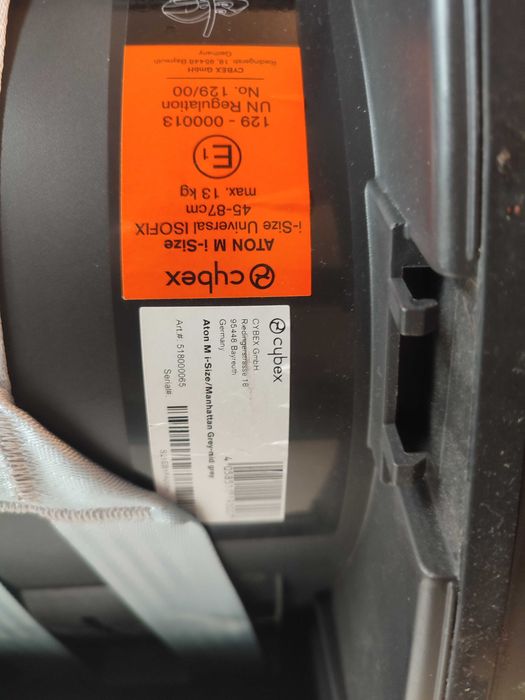 cybex
ATON M i-Size
i-Size Universal ISOFIX
45-87cm
max. 13 kg
E1
129 - 000013
UN Regulation
No. 129/00
CYBEX GmbH
Riedingerstr. 18, 95448 Bayreuth
Germany
cybex
CYBEX GmbH
Riedingerstrasse 18
95448 Bayreuth
Germany
Aton M i-Size/Manhattan Grey-mid grey
Art.#: 518000065
Serial#: